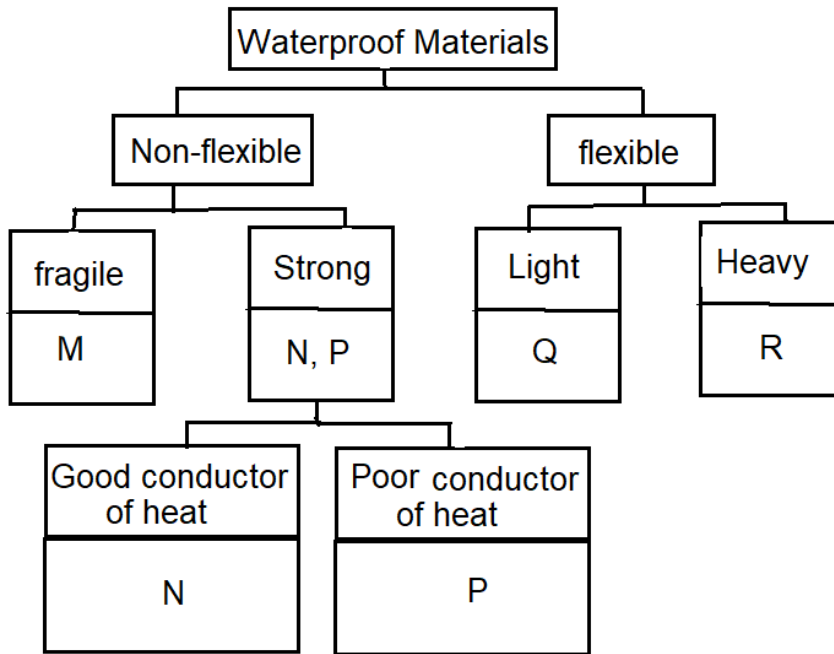 Waterproof Materials
Non-flexible
flexible
fragile
Strong
Light
Heavy
M
N, P
Q
R
Good conductor
of heat
Poor conductor
of heat
N
P